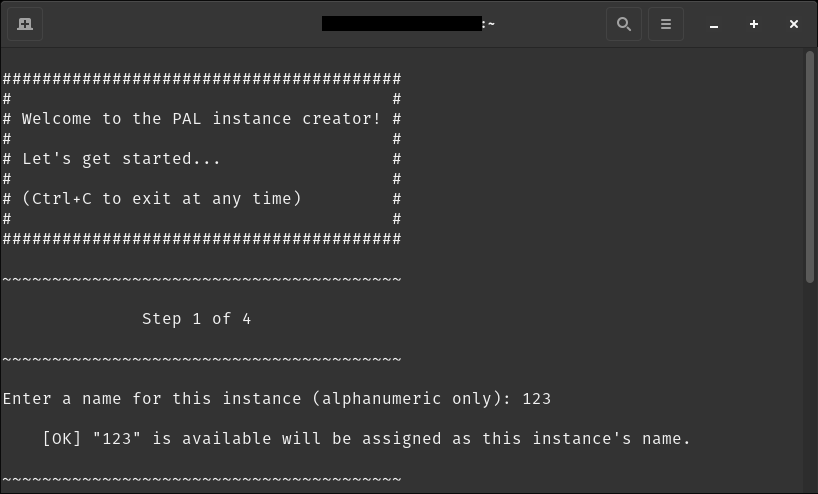 :~
########################################
#                                      #
# Welcome to the PAL instance creator! #
#                                      #
# Let's get started...                 #
#                                      #
# (Ctrl+C to exit at any time)         #
#                                      #
########################################
~~~~~~~~~~~~~~~~~~~~~~~~~~~~~~~~~~~~~~~~
              Step 1 of 4
~~~~~~~~~~~~~~~~~~~~~~~~~~~~~~~~~~~~~~~~
Enter a name for this instance (alphanumeric only): 123
    [OK] "123" is available will be assigned as this instance's name.
~~~~~~~~~~~~~~~~~~~~~~~~~~~~~~~~~~~~~~~~